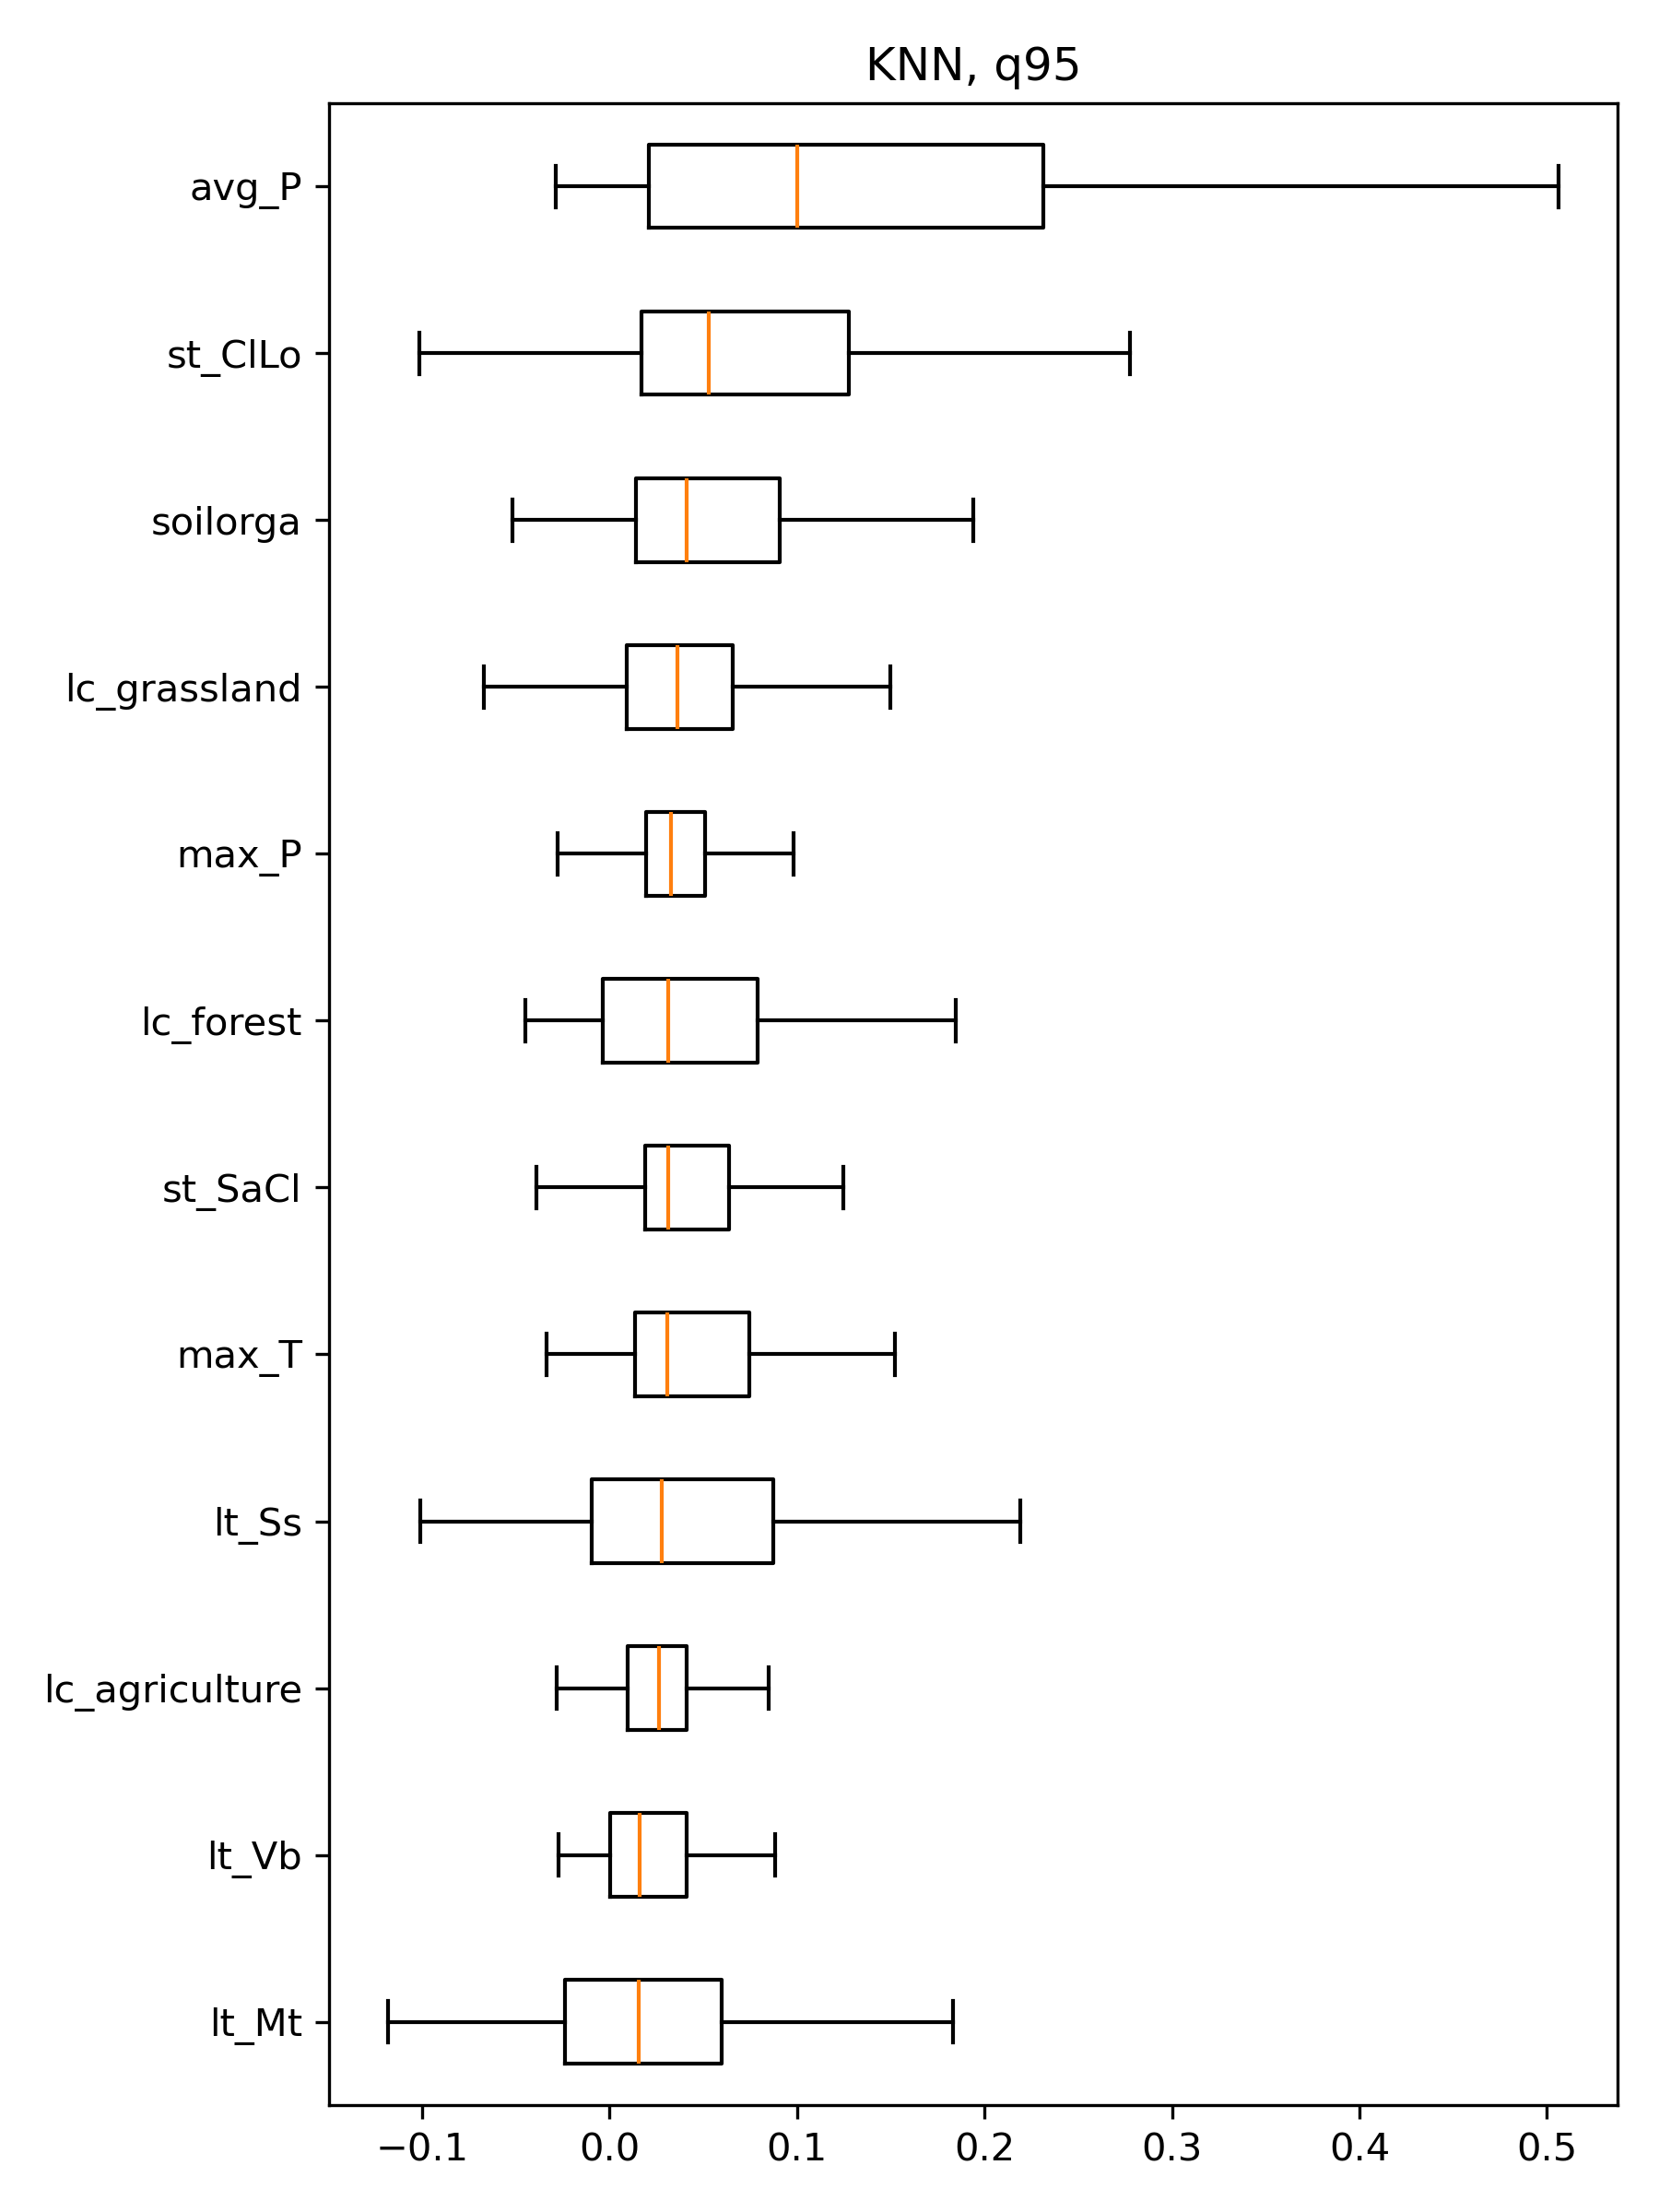 KNN, q95
avg_P
st_ClLo
soilorga
lc_grassland
max_P
lc_forest
st_SaCl
max_T
lt_Ss
lc_agriculture
lt_Vb
lt_Mt
−0.1 0.0 0.1 0.2 0.3 0.4 0.5